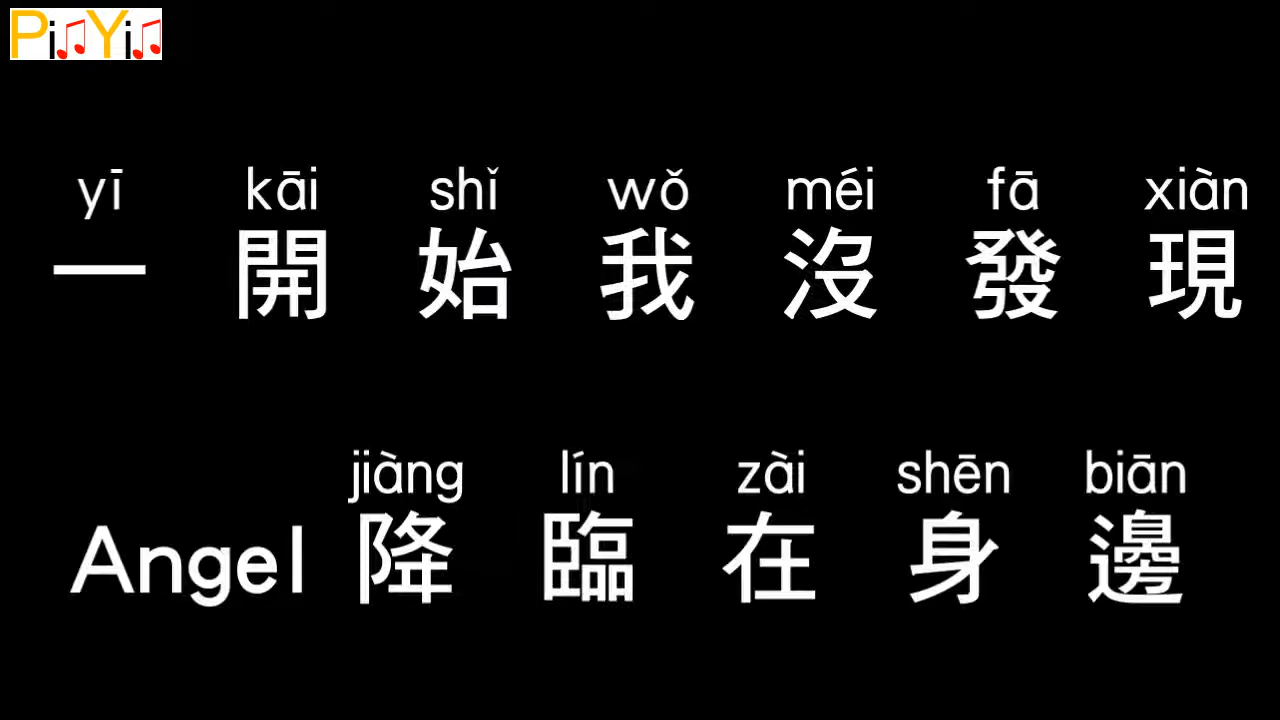 PinYin
yī kāi shǐ wǒ méi fā xiàn
一開始我沒發現
jiàng lín zài shēn biān
Angel 降臨在身邊